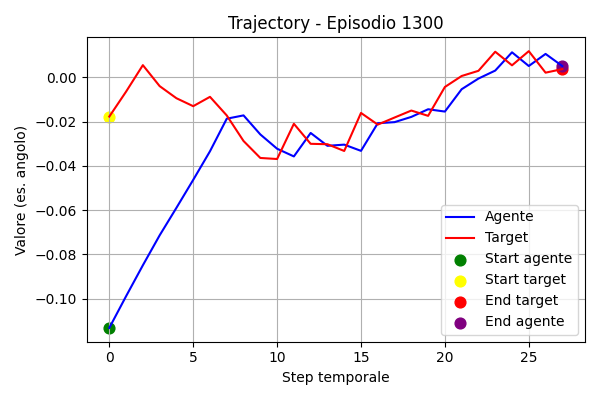 Trajectory - Episodio 1300
Valore (es. angolo)
0.00
−0.02
−0.04
−0.06
−0.08
−0.10
0 5 10 15 20 25
Step temporale
Agente
Target
Start agente
Start target
End target
End agente